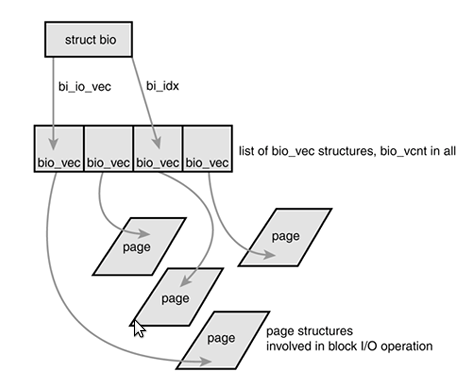 struct bio
bi_io_vec
bi_idx
bio_vec bio_vec bio_vec bio_vec
list of bio_vec structures, bio_vcnt in all
page
page
page
page
page structures
involved in block I/O operation